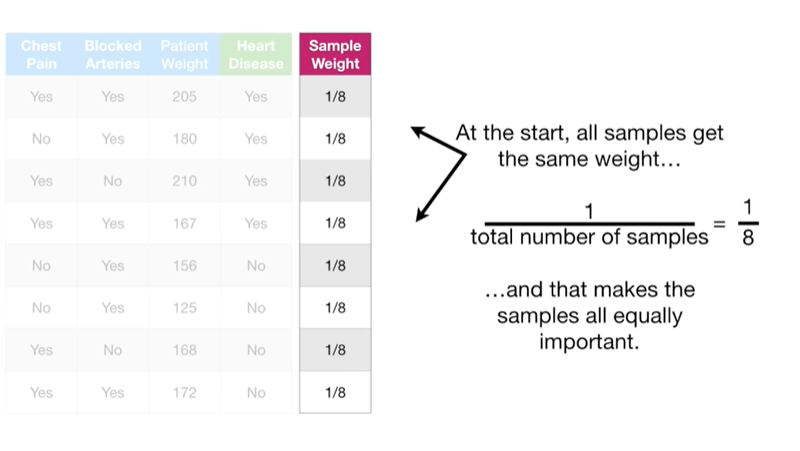 Chest Pain Blocked Arteries Patient Weight Heart Disease Sample Weight
Yes Yes 205 Yes 1/8
No Yes 180 Yes 1/8
Yes No 210 Yes 1/8
Yes Yes 167 Yes 1/8
No Yes 156 No 1/8
No Yes 125 No 1/8
Yes No 168 No 1/8
Yes Yes 172 No 1/8
At the start, all samples get
the same weight…
1
total number of samples
=
1
8
…and that makes the
samples all equally
important.